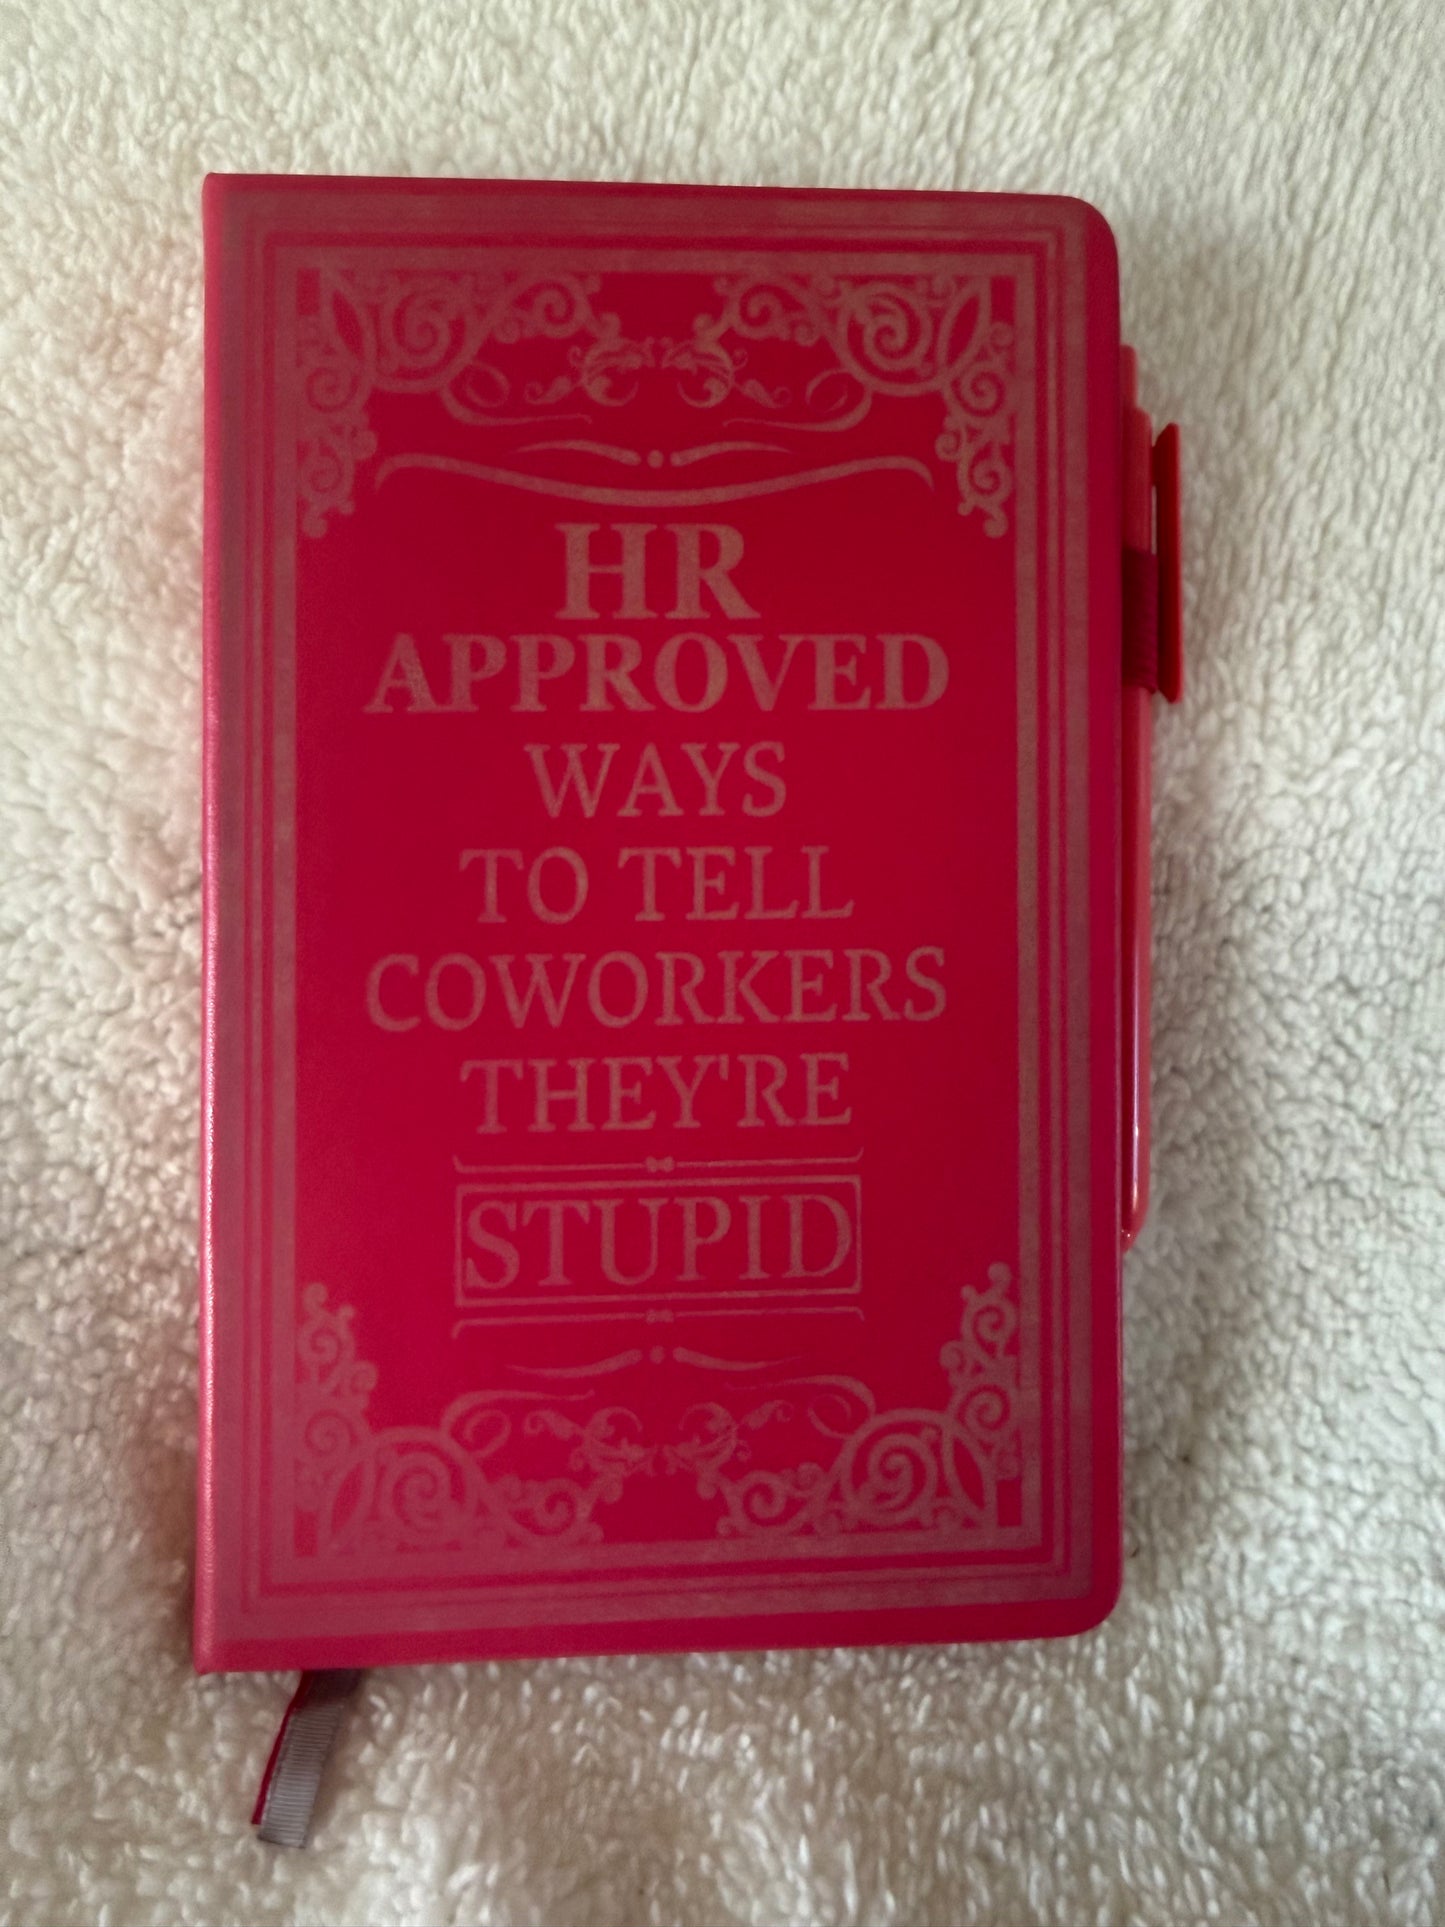 HR
APPROVED
WAYS
TO TELL
COWORKERS
THEY'RE
STUPID